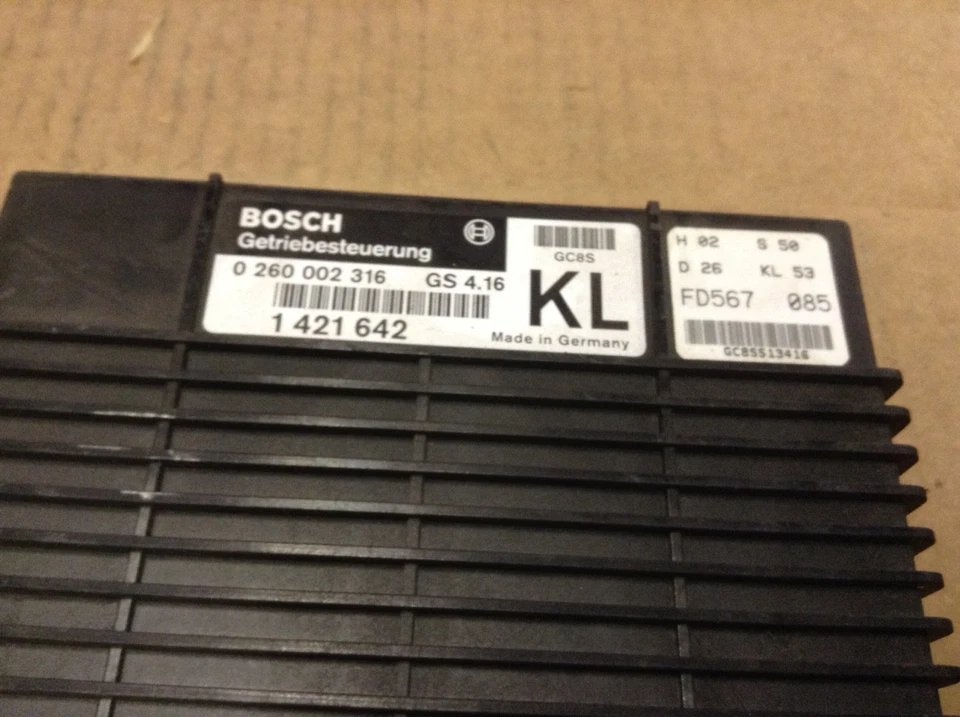 BOSCH
Getriebesteuerung
0 260 002 316 GS 4.16
1 421 642
GC8S
KL
Made in Germany
H 02 S 50
D 26 KL 53
FD567 085
GC8SS13416